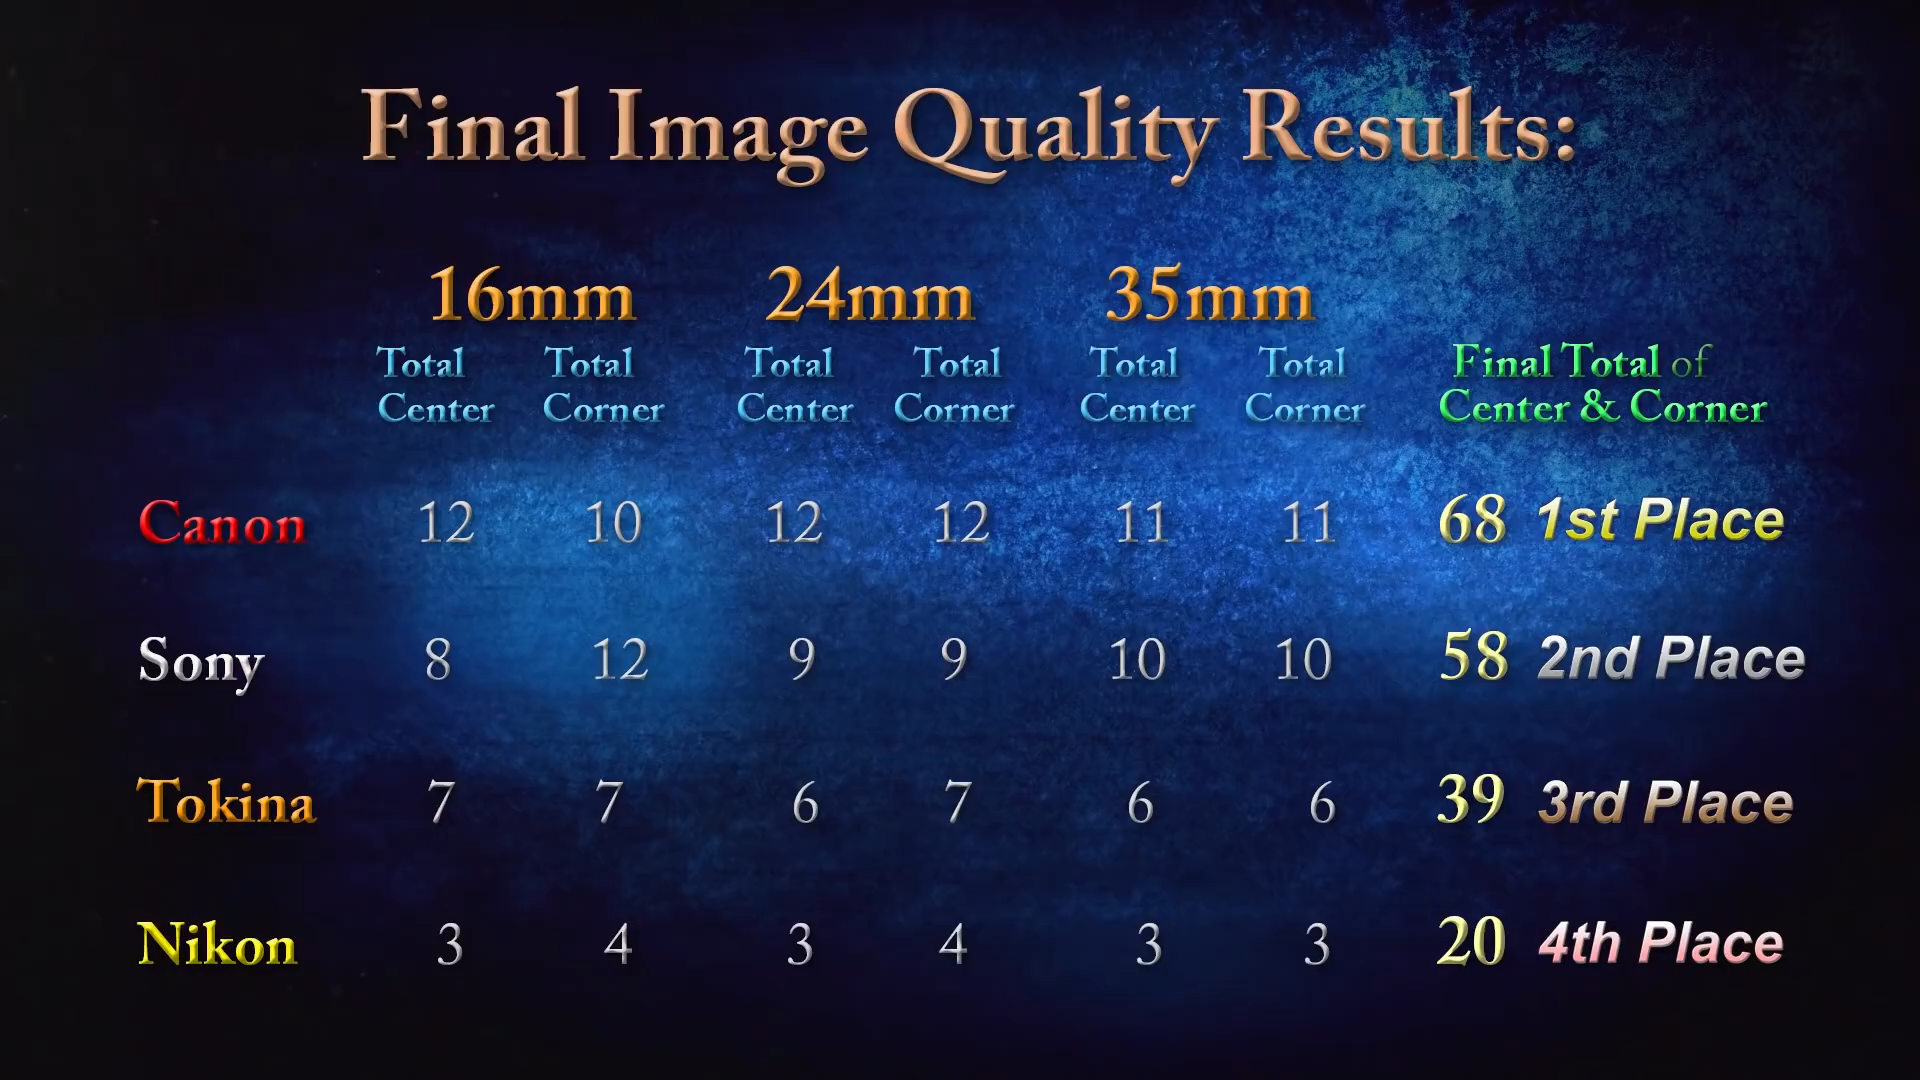 Final Image Quality Results:
16mm 24mm 35mm
Total Total Total Total Total Total Final Total of
Center Corner Center Corner Center Corner Center & Corner
Canon 12 10 12 12 11 11 68 1st Place
Sony 8 12 9 9 10 10 58 2nd Place
Tokina 7 7 6 7 6 6 39 3rd Place
Nikon 3 4 3 4 3 3 20 4th Place